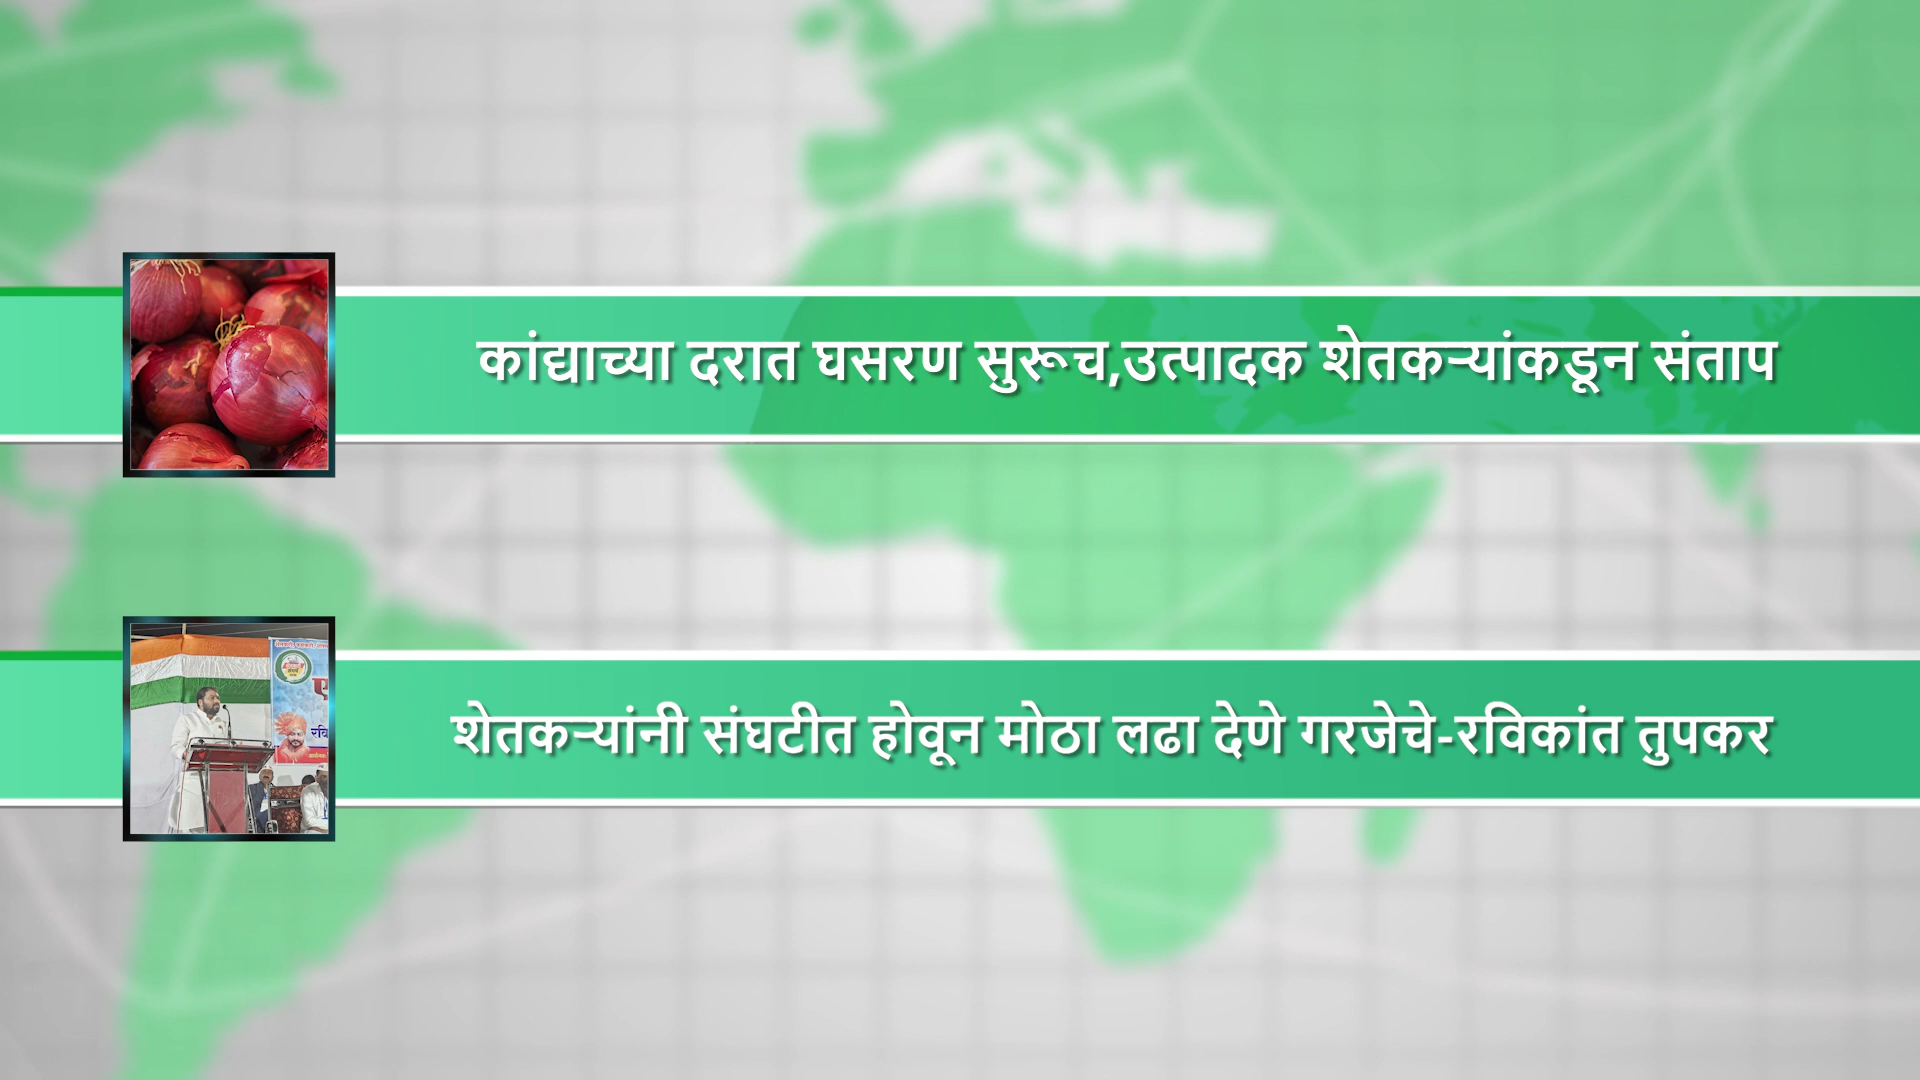 कांद्याच्या दरात घसरण सुरूच,उत्पादक शेतकऱ्यांकडून संताप
शेतकऱ्यांनी संघटीत होवून मोठा लढा देणे गरजेचे-रविकांत तुपकर